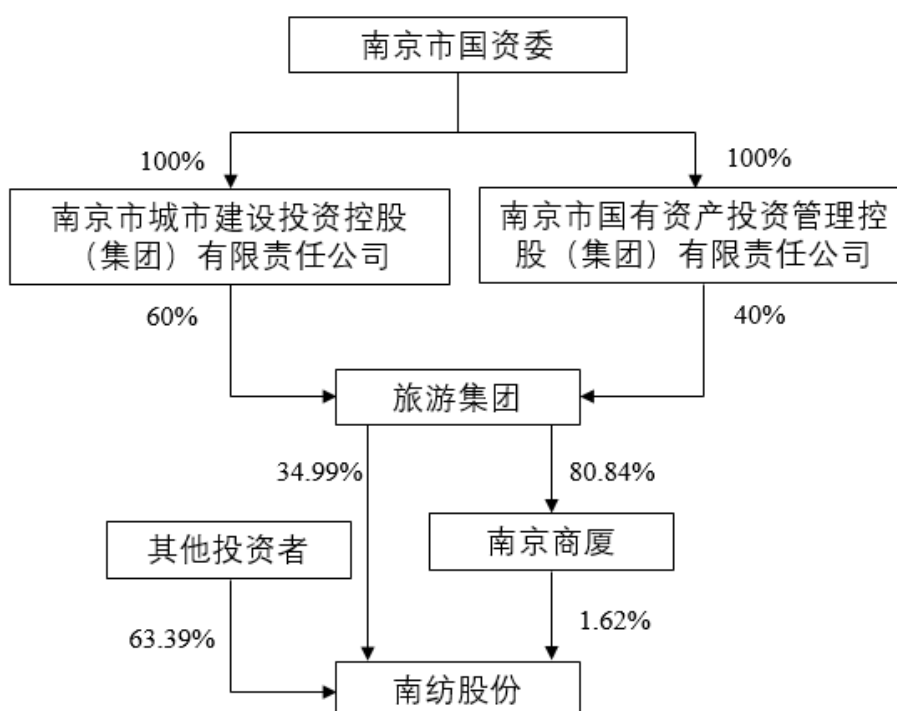 南京市国资委
100%
100%
南京市城市建设投资控股
（集团）有限责任公司
南京市国有资产投资管理控
股（集团）有限责任公司
60%
40%
旅游集团
34.99%
80.84%
其他投资者
南京商厦
63.39%
1.62%
南纺股份